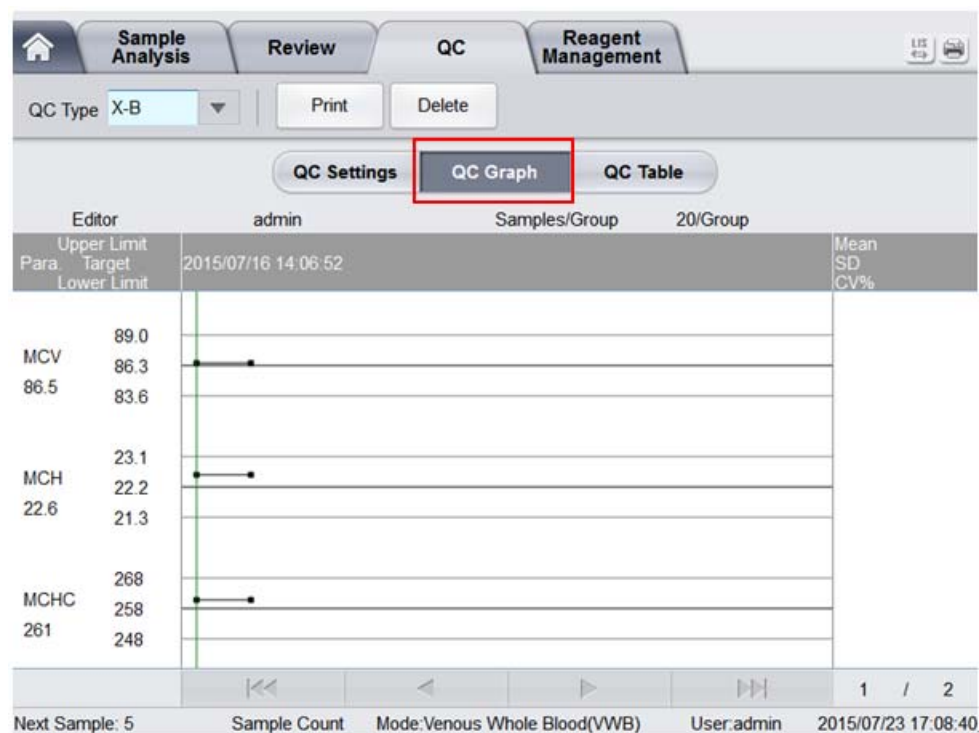 Sample Analysis
Review
QC
Reagent Management
LIS
QC Type X-B
Print
Delete
QC Settings
QC Graph
QC Table
Editor admin Samples/Group 20/Group
Upper Limit
Para. Target
Lower Limit
2015/07/16 14:06:52
Mean
SD
CV%
MCV
86.5
89.0
86.3
83.6
MCH
22.6
23.1
22.2
21.3
MCHC
261
268
258
248
1 / 2
Next Sample: 5 Sample Count Mode:Venous Whole Blood(VWB) User:admin 2015/07/23 17:08:40